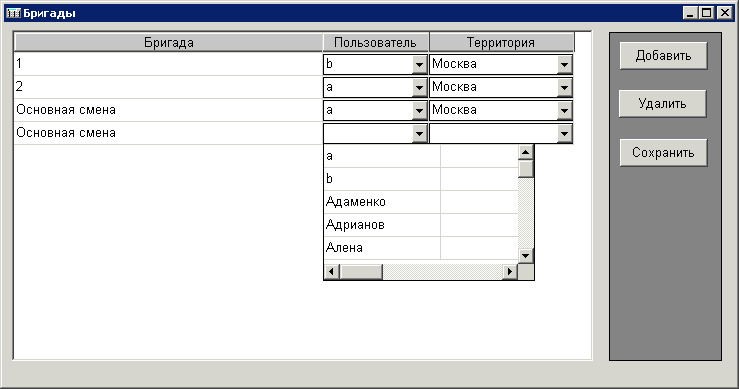 Бригады
Бригада Пользователь Территория
1 b Москва
2 a Москва
Основная смена a Москва
Основная смена
a
b
Адаменко
Адрианов
Алена
Добавить
Удалить
Сохранить